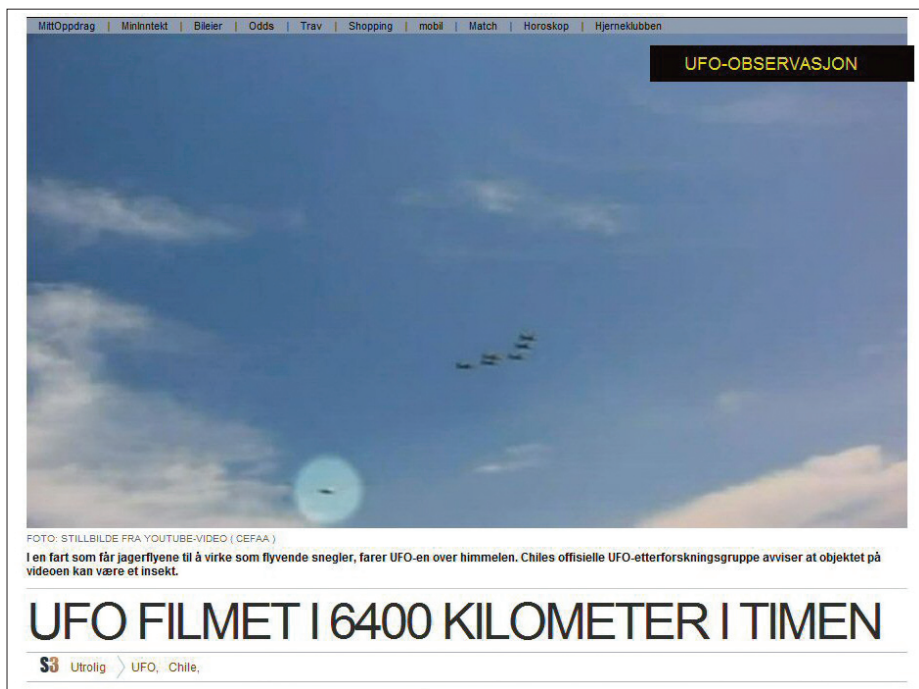 MittOppdrag | MinInntekt | Bileier | Odds | Trav | Shopping | mobil | Match | Horoskop | Hjerneklubben
UFO-OBSERVASJON
FOTO: STILLBILDE FRA YOUTUBE-VIDEO ( CEFAA )
I en fart som får jagerflyene til å virke som flyvende snegler, farer UFO-en over himmelen. Chiles offisielle UFO-etterforskningsgruppe avviser at objektet på
videoen kan være et insekt.
UFO FILMET I 6400 KILOMETER I TIMEN
S3 Utrolig UFO, Chile,